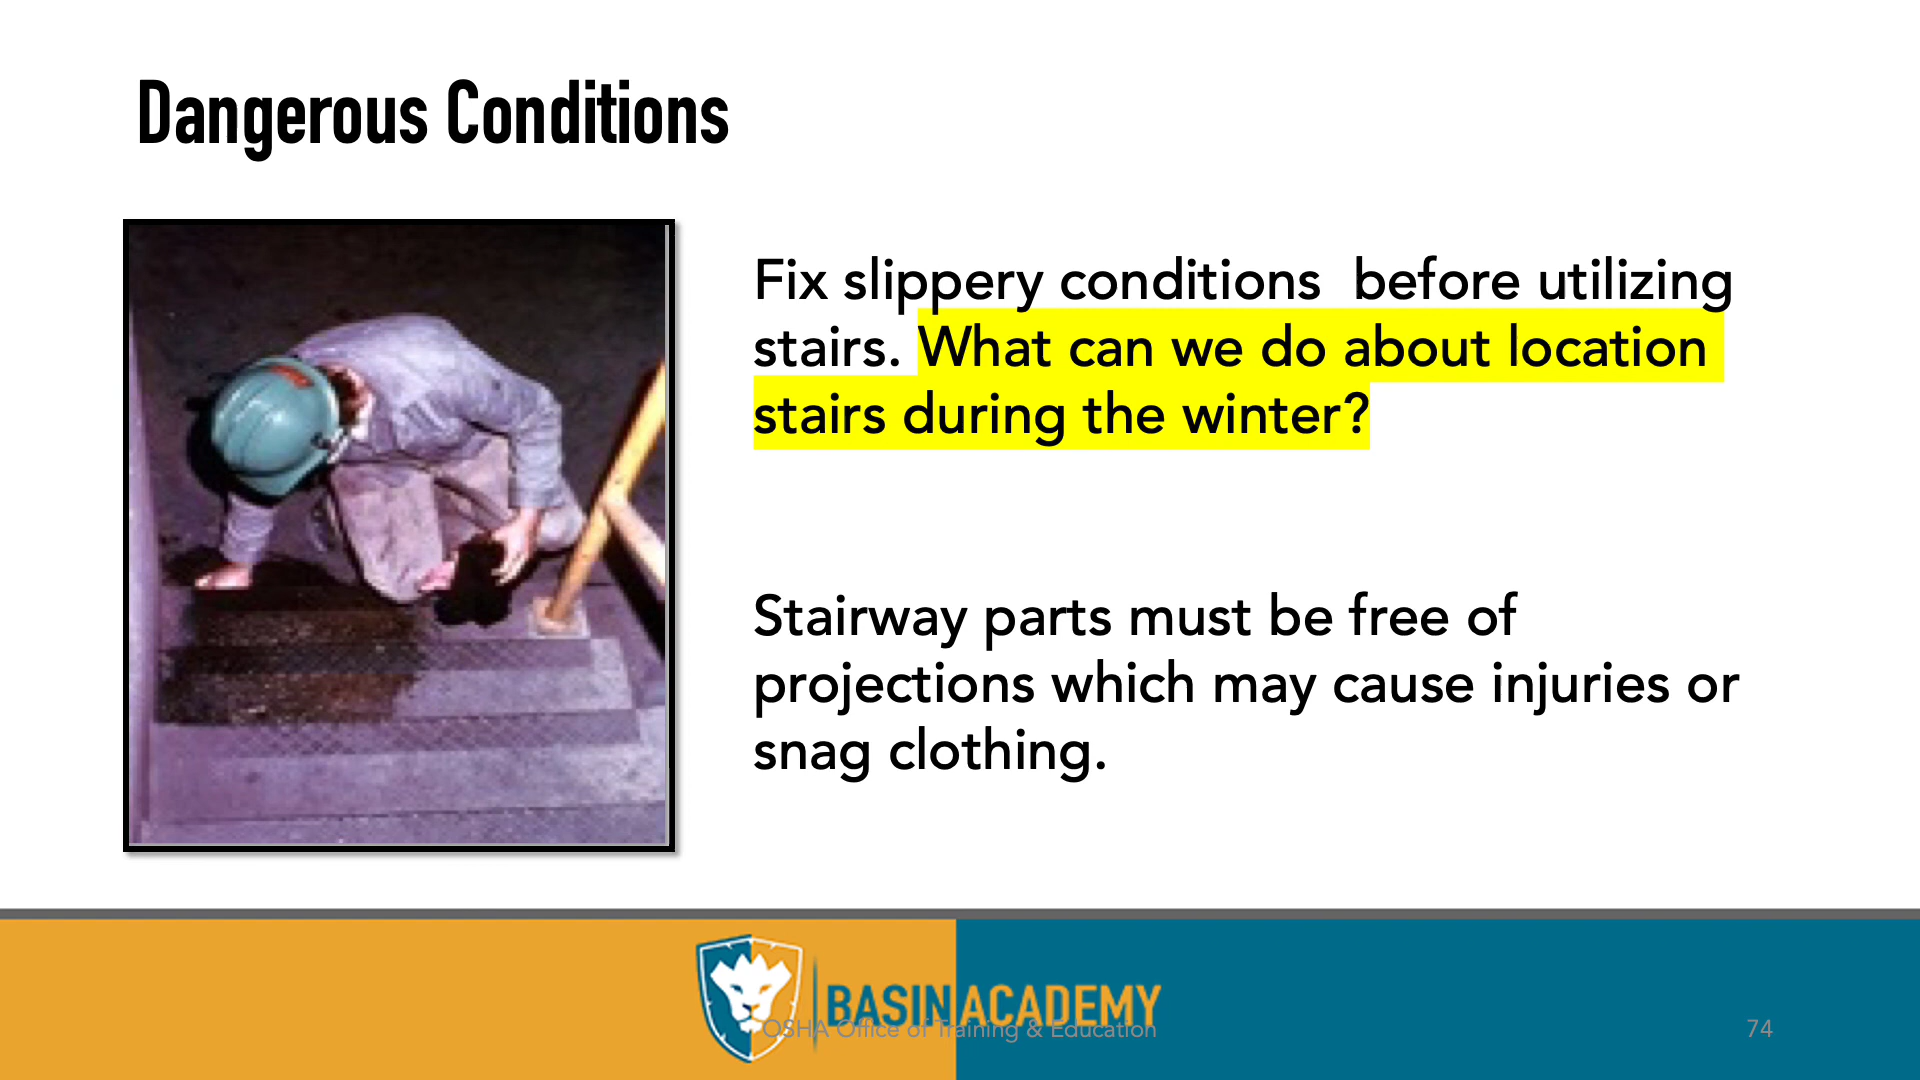 Dangerous Conditions
Fix slippery conditions  before utilizing
stairs. What can we do about location
stairs during the winter?
Stairway parts must be free of
projections which may cause injuries or
snag clothing.
BASIN ACADEMY
OSHA Office of Training & Education
74